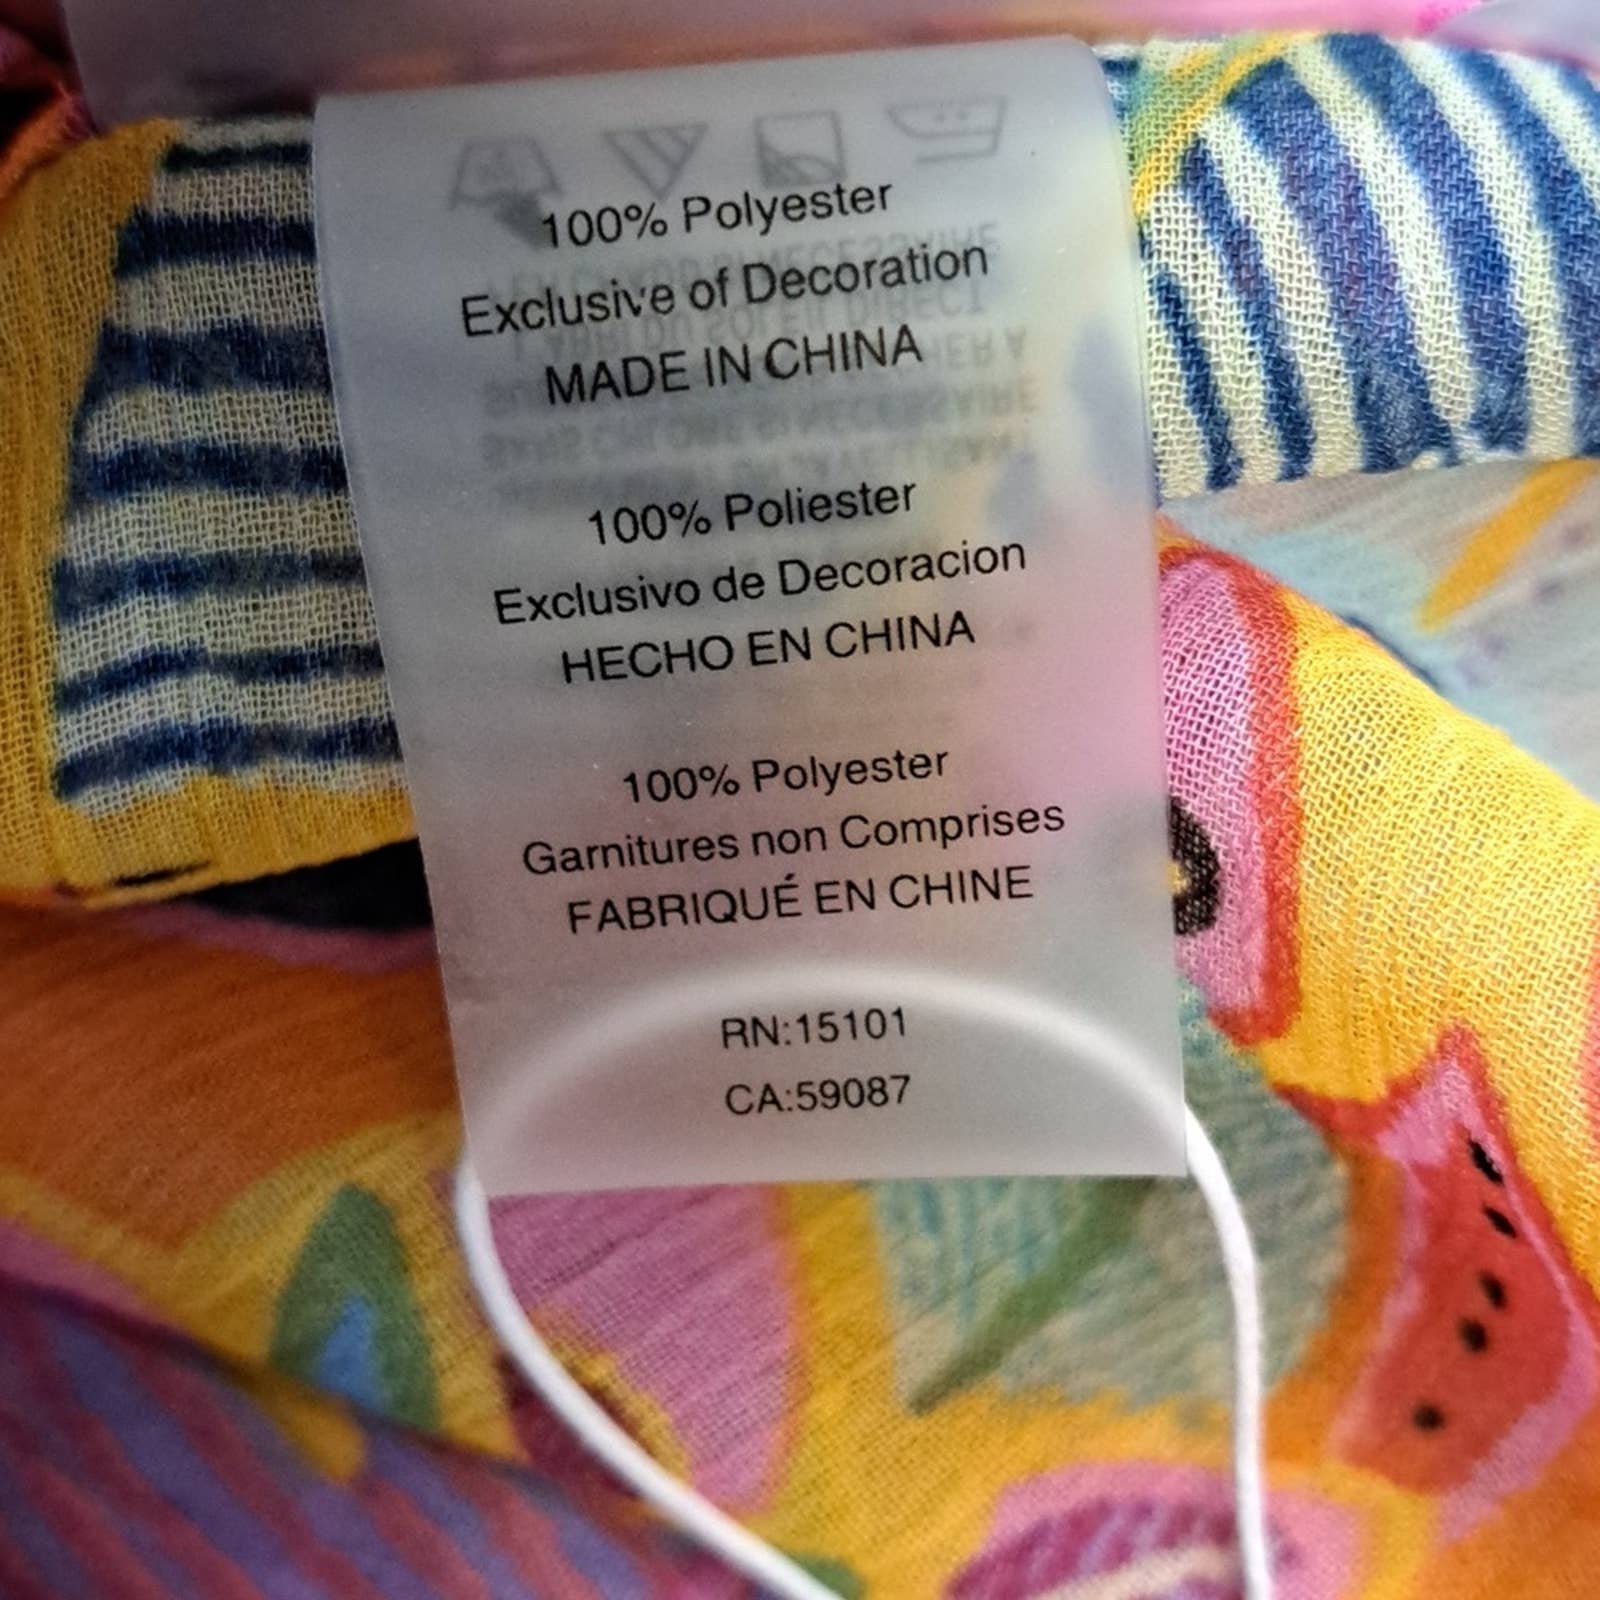 100% Polyester
Exclusive of Decoration
MADE IN CHINA
100% Poliester
Exclusivo de Decoracion
HECHO EN CHINA
100% Polyester
Garnitures non Comprises
FABRIQUÉ EN CHINE
RN:15101
CA:59087